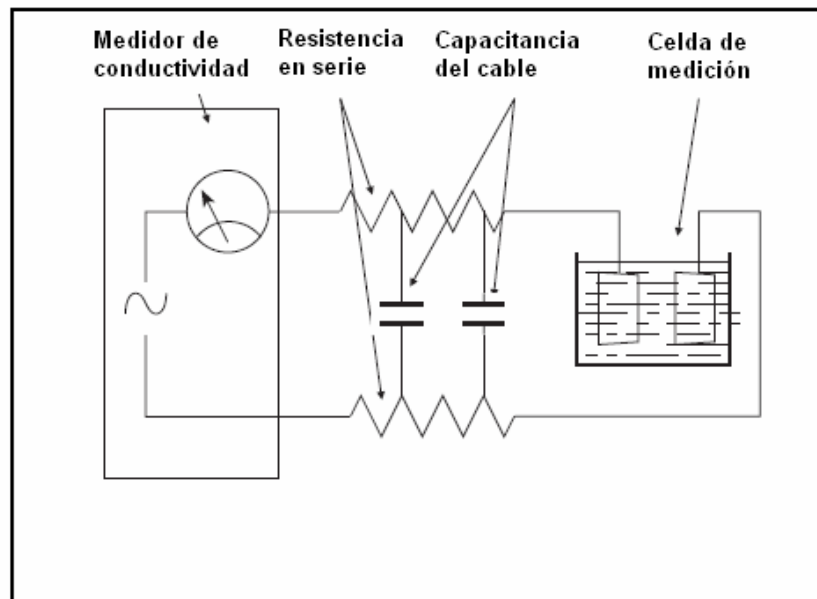 Medidor de
conductividad
Resistencia
en serie
Capacitancia
del cable
Celda de
medición